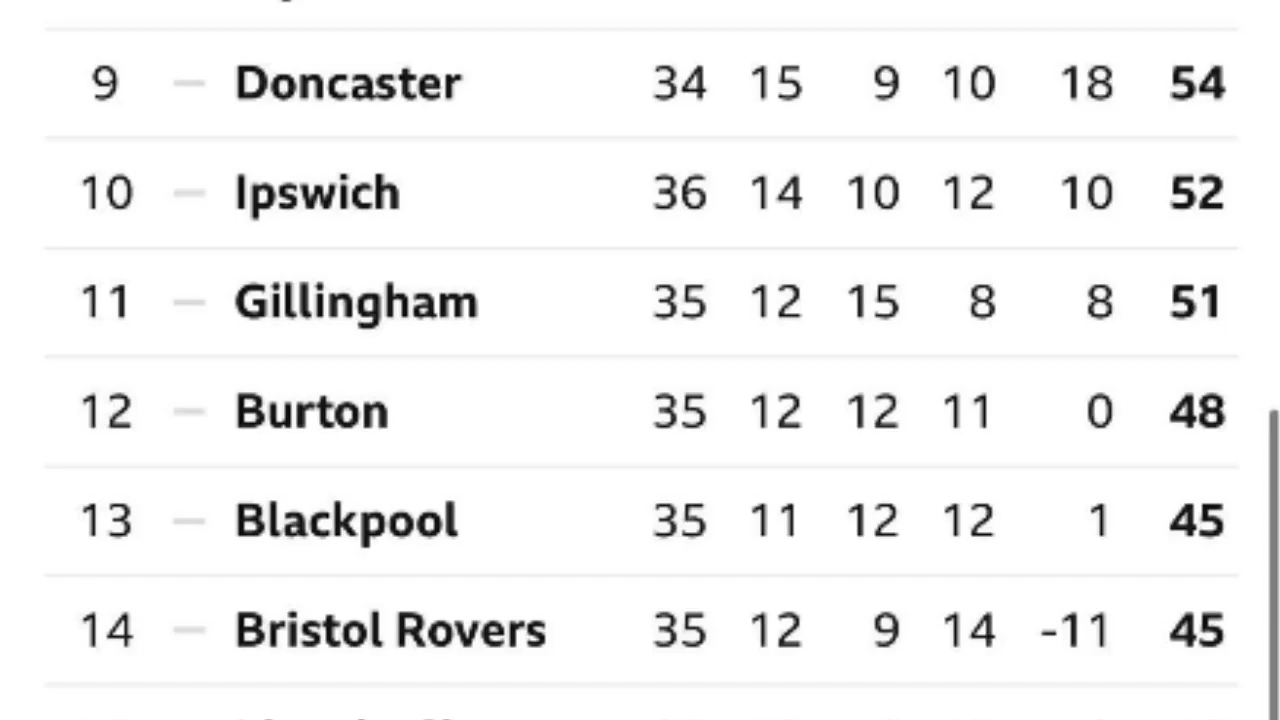 9 – Doncaster 34 15 9 10 18 54
10 – Ipswich 36 14 10 12 10 52
11 – Gillingham 35 12 15 8 8 51
12 – Burton 35 12 12 11 0 48
13 – Blackpool 35 11 12 12 1 45
14 – Bristol Rovers 35 12 9 14 -11 45